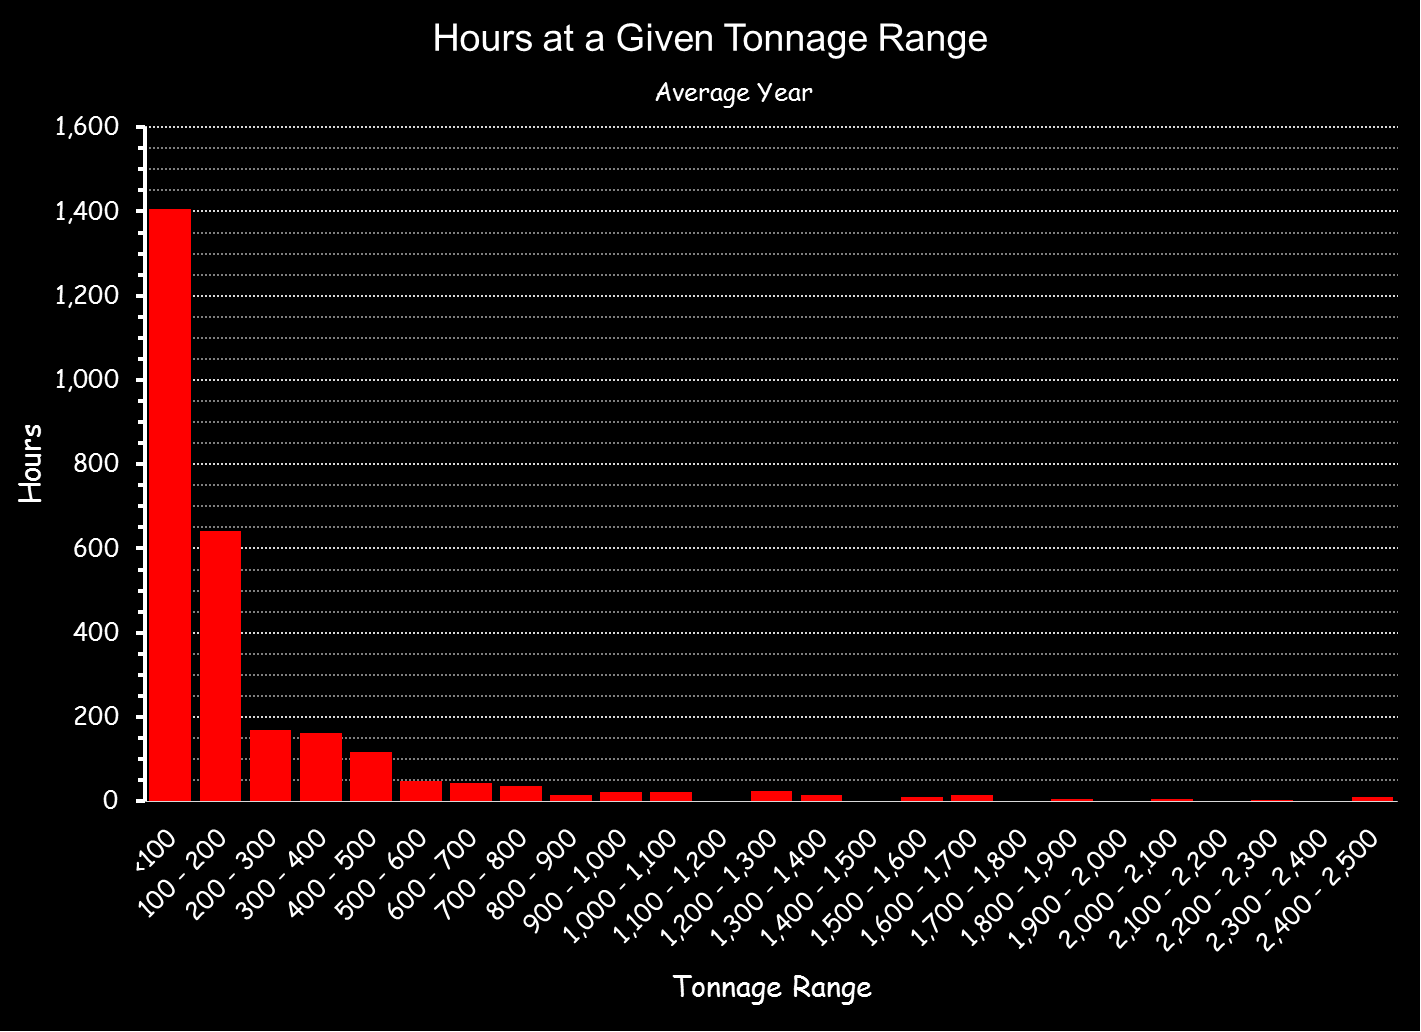 Hours at a Given Tonnage Range
Average Year
1,600
1,400
1,200
1,000
800
600
400
200
0
Hours
<100
100 - 200
200 - 300
300 - 400
400 - 500
500 - 600
600 - 700
700 - 800
800 - 900
900 - 1,000
1,000 - 1,100
1,100 - 1,200
1,200 - 1,300
1,300 - 1,400
1,400 - 1,500
1,500 - 1,600
1,600 - 1,700
1,700 - 1,800
1,800 - 1,900
1,900 - 2,000
2,000 - 2,100
2,100 - 2,200
2,200 - 2,300
2,300 - 2,400
2,400 - 2,500
Tonnage Range